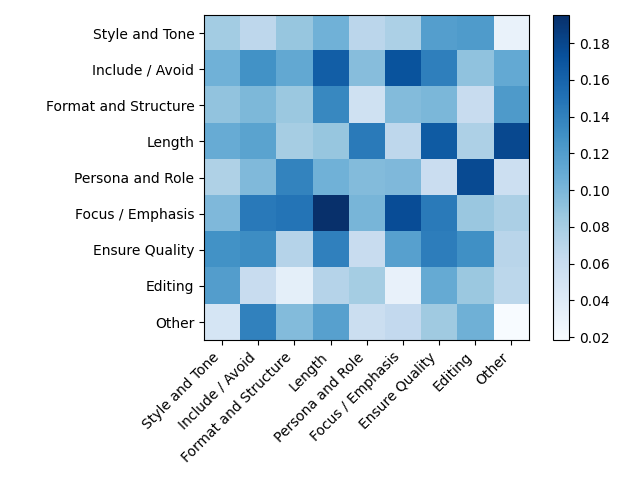 Style and Tone
Include / Avoid
Format and Structure
Length
Persona and Role
Focus / Emphasis
Ensure Quality
Editing
Other
Style and Tone
Include / Avoid
Format and Structure
Length
Persona and Role
Focus / Emphasis
Ensure Quality
Editing
Other
0.18
0.16
0.14
0.12
0.10
0.08
0.06
0.04
0.02